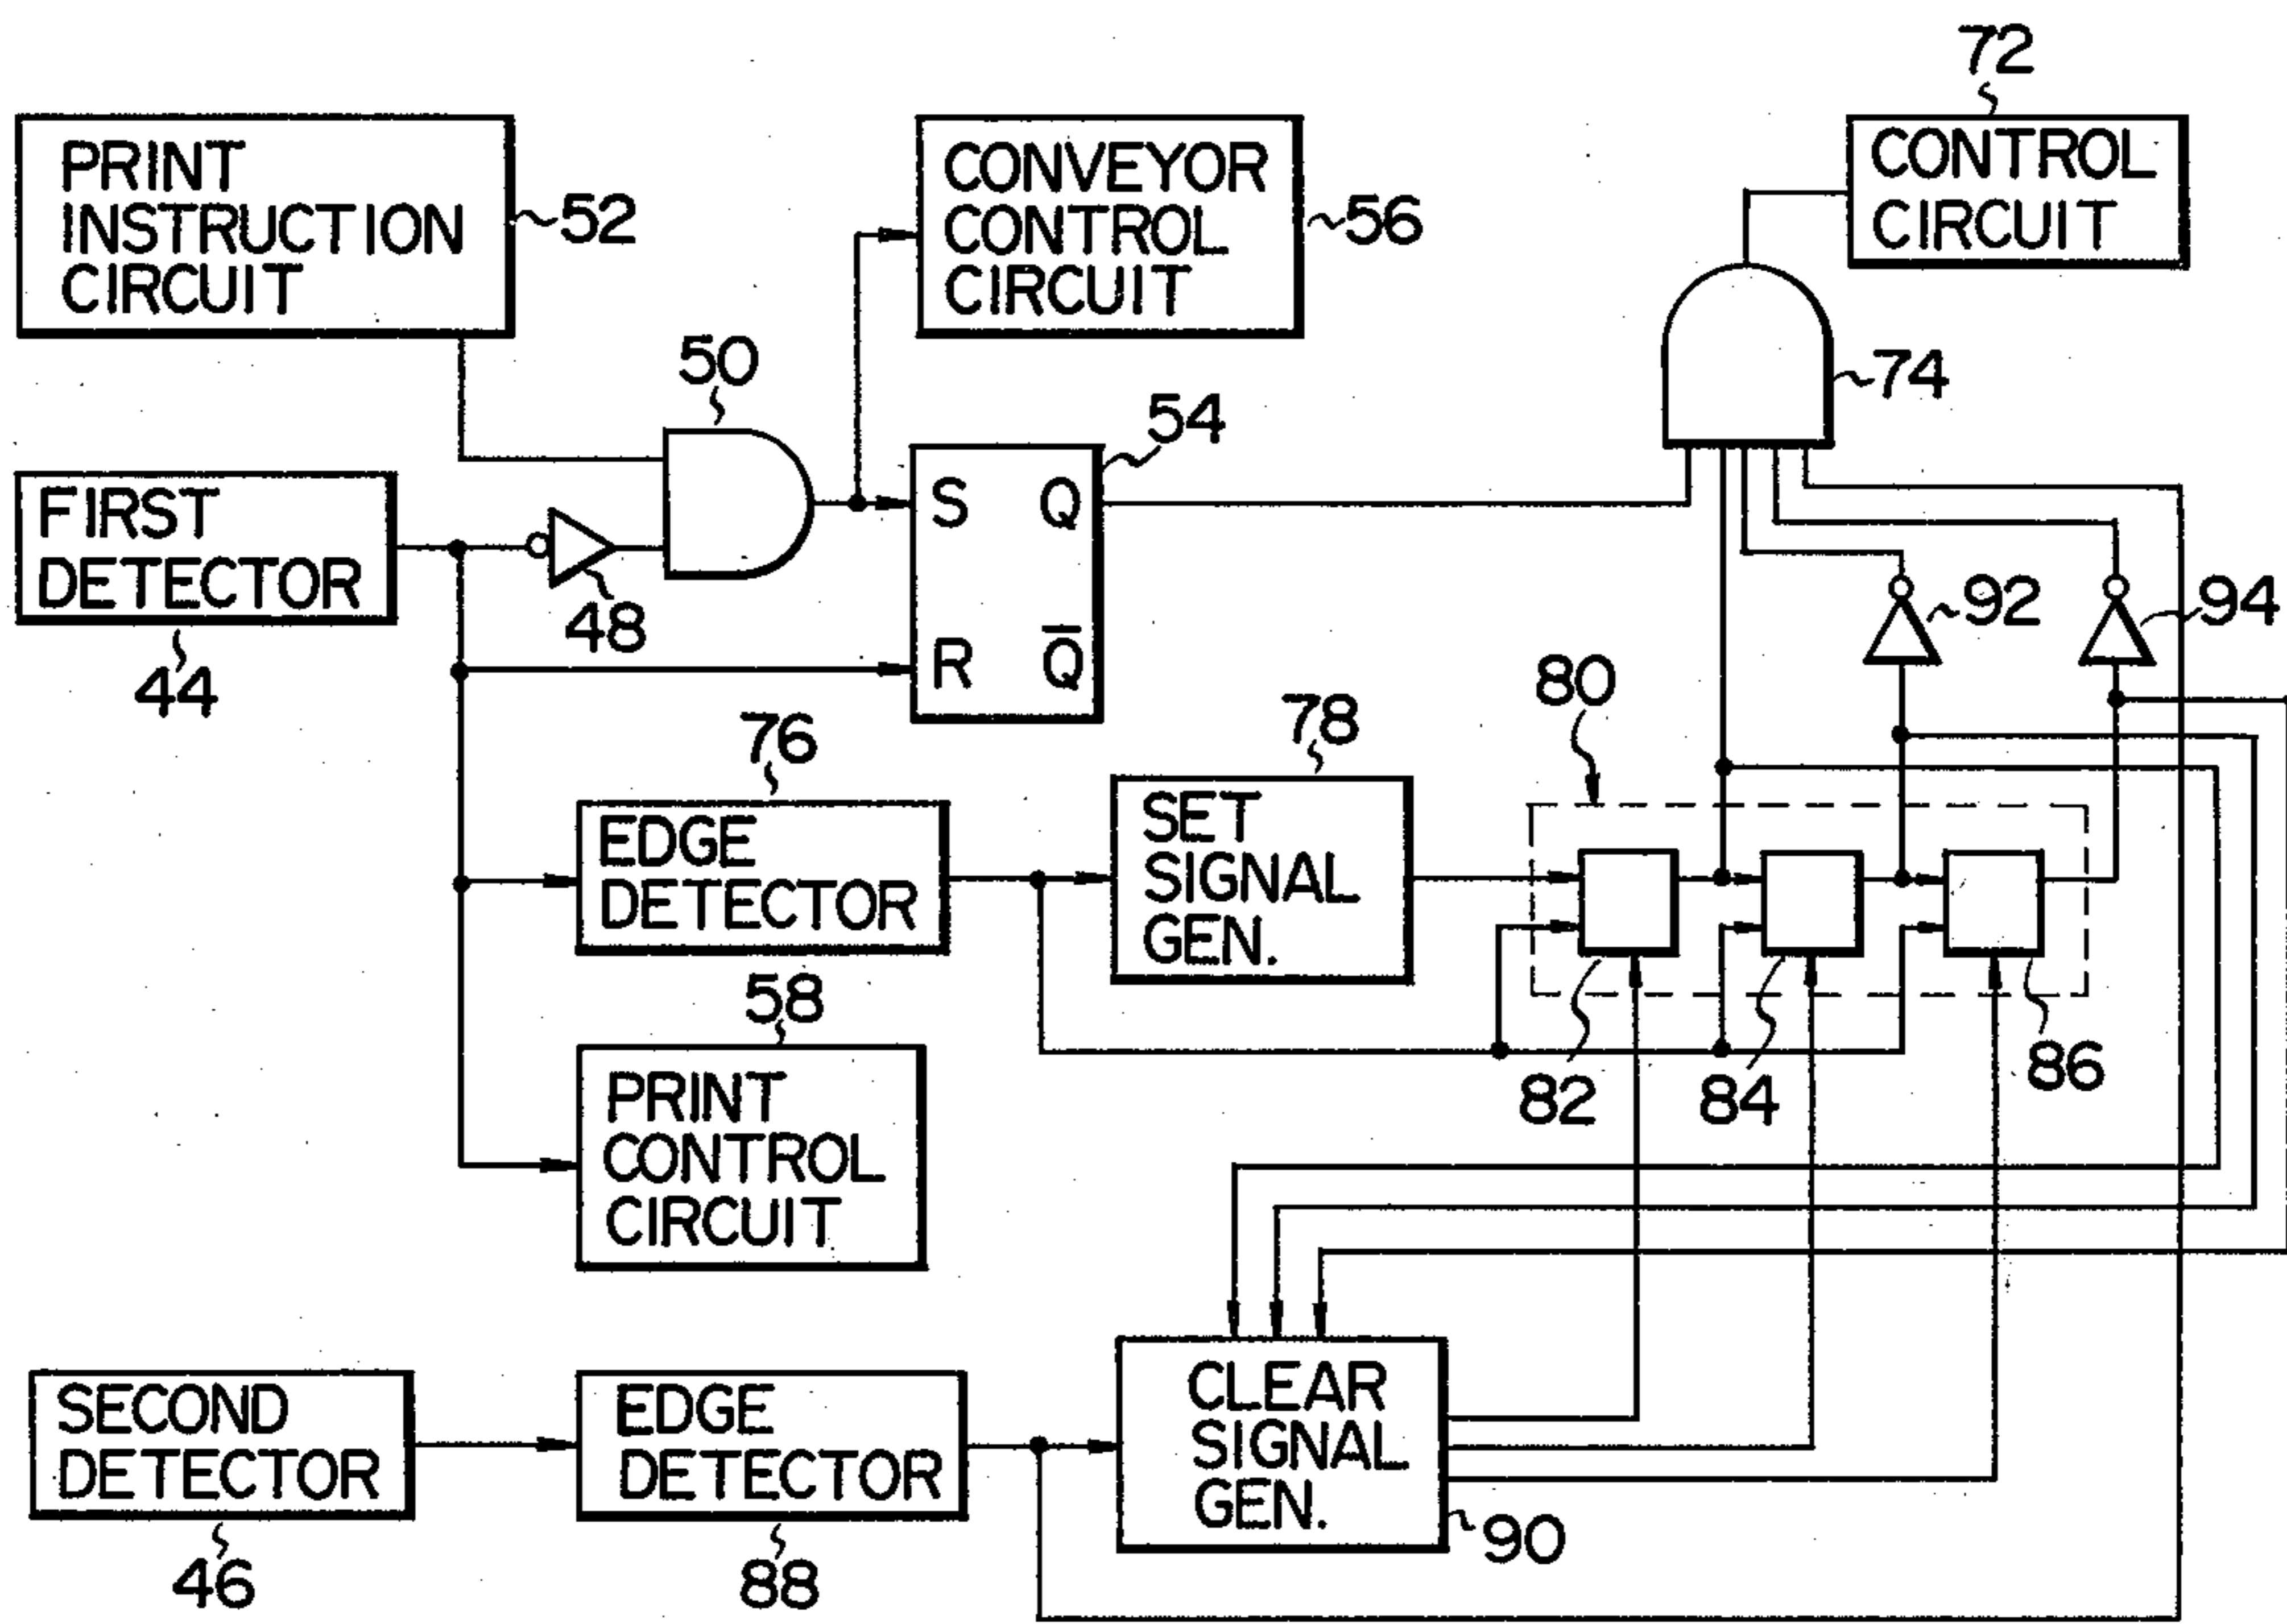 72
PRINT
INSTRUCTION
CIRCUIT
52
CONVEYOR
CONTROL
CIRCUIT
56
CONTROL
CIRCUIT
50
74
54
FIRST
DETECTOR
44
48
S Q
R Q̅
92
94
80
76
78
EDGE
DETECTOR
SET
SIGNAL
GEN.
58
82
84
86
PRINT
CONTROL
CIRCUIT
SECOND
DETECTOR
46
EDGE
DETECTOR
88
CLEAR
SIGNAL
GEN.
90